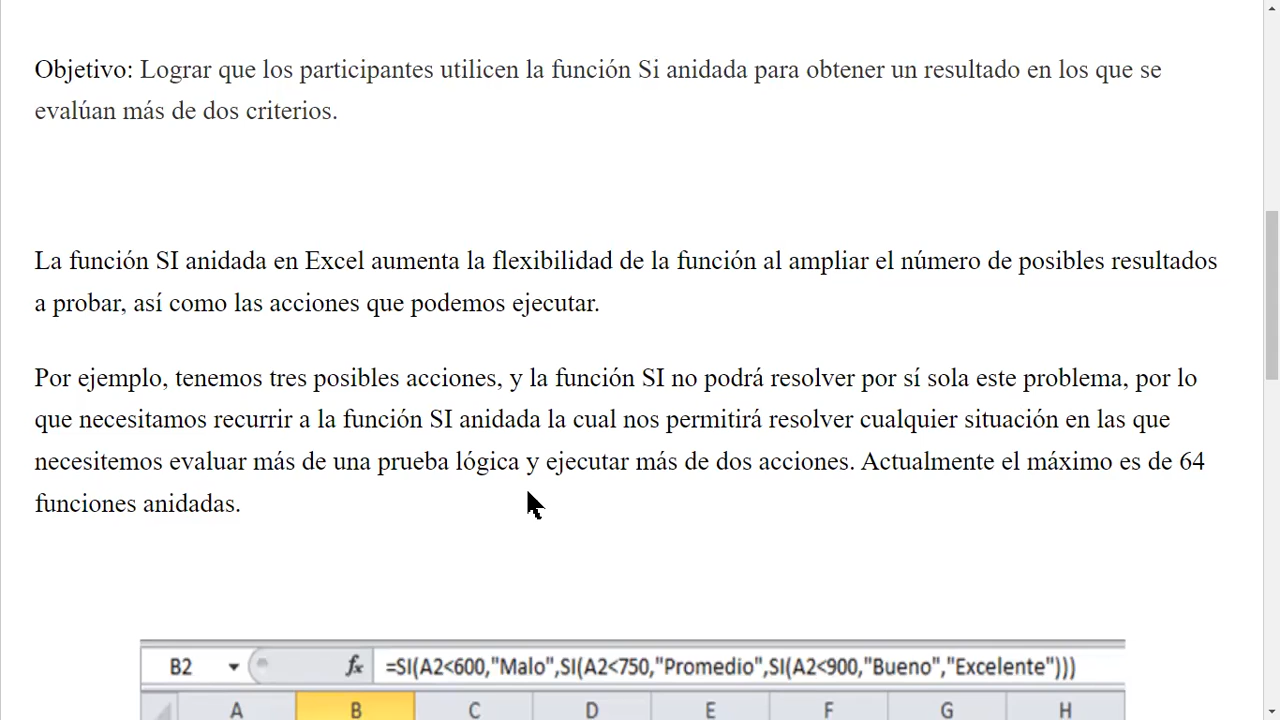 Objetivo: Lograr que los participantes utilicen la función Si anidada para obtener un resultado en los que se
evalúan más de dos criterios.
La función SI anidada en Excel aumenta la flexibilidad de la función al ampliar el número de posibles resultados
a probar, así como las acciones que podemos ejecutar.
Por ejemplo, tenemos tres posibles acciones, y la función SI no podrá resolver por sí sola este problema, por lo
que necesitamos recurrir a la función SI anidada la cual nos permitirá resolver cualquier situación en las que
necesitemos evaluar más de una prueba lógica y ejecutar más de dos acciones. Actualmente el máximo es de 64
funciones anidadas.
B2 fx =SI(A2<600,"Malo",SI(A2<750,"Promedio",SI(A2<900,"Bueno","Excelente")))
A B C D E F G H